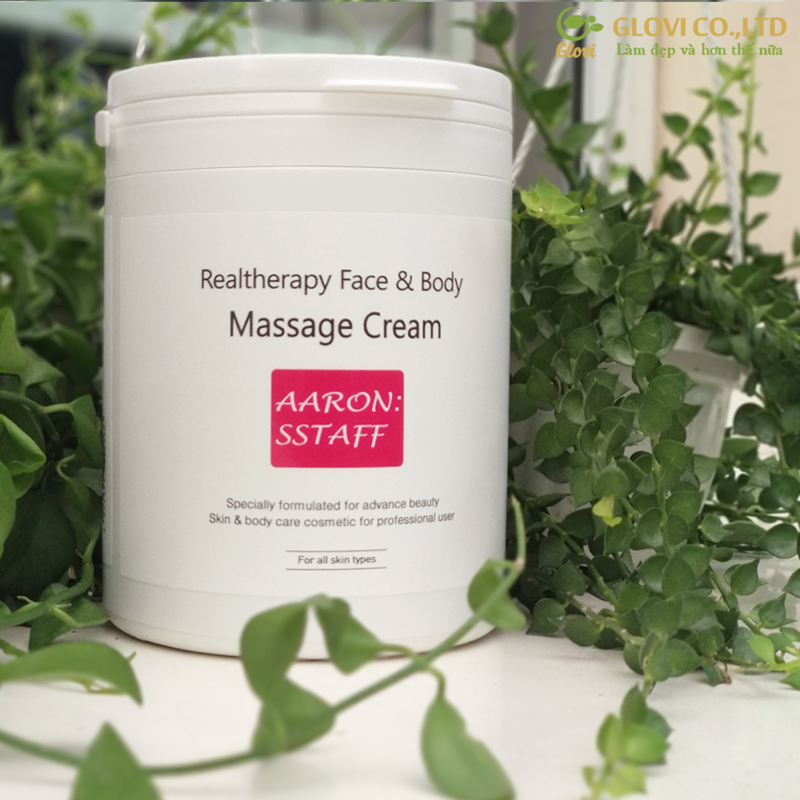 GLOVI CO.,LTD
Glovi
Làm đẹp và hơn thế nữa
Realtherapy Face & Body
Massage Cream
AARON:
SSTAFF
Specially formulated for advance beauty
Skin & body care cosmetic for professional user
For all skin types